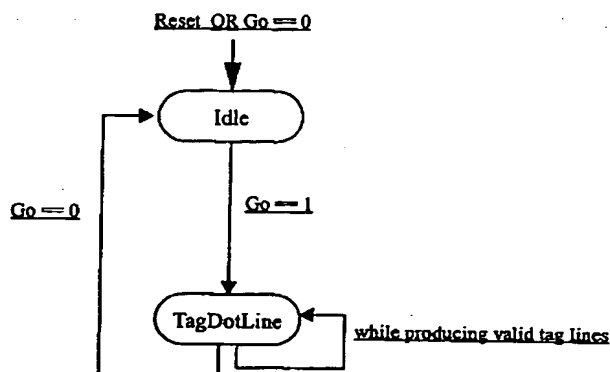 Reset OR Go == 0
Idle
Go == 0
Go == 1
TagDotLine
while producing valid tag lines